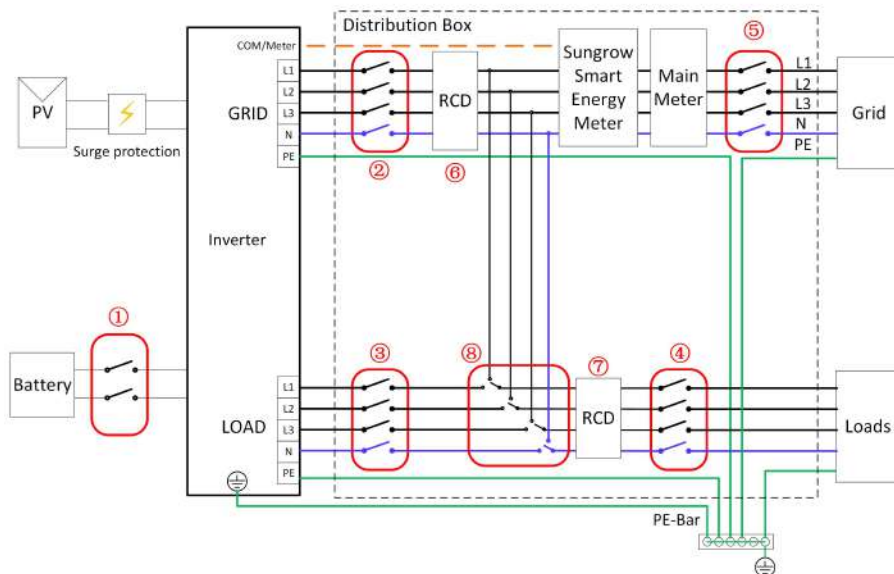 Distribution Box
⑤
COM/Meter
L1
L2
L3
N
PE
GRID
PV
Surge protection
②
RCD
⑥
Sungrow
Smart
Energy
Meter
Main
Meter
L1
L2
L3
N
PE
Grid
Inverter
①
Battery
LOAD
L1
L2
L3
N
PE
③
⑧
⑦
RCD
④
Loads
PE-Bar